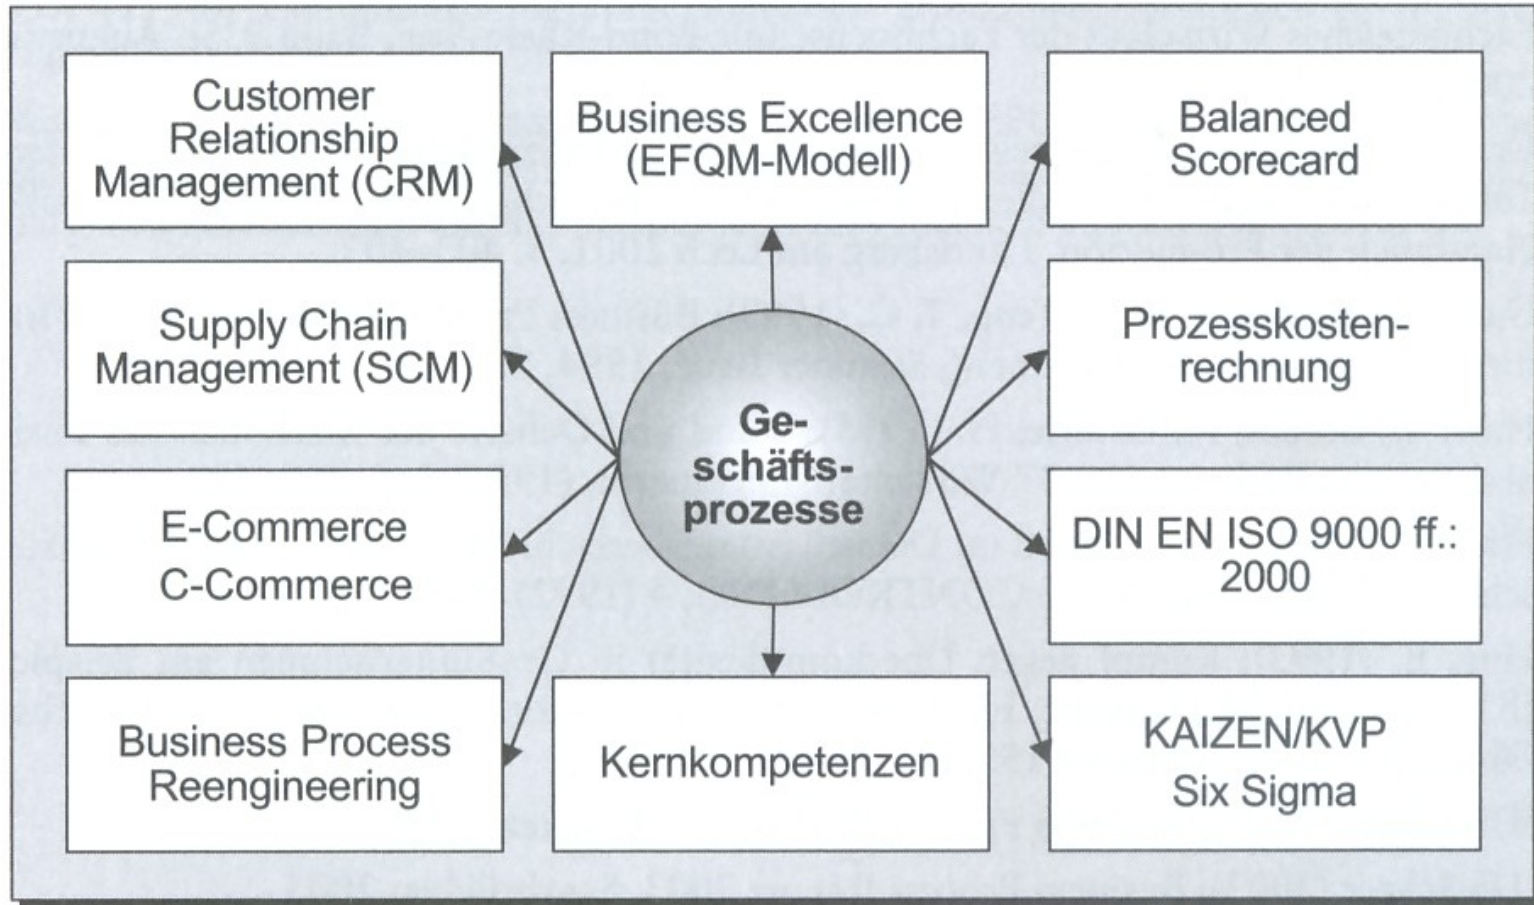 Customer
Relationship
Management (CRM)
Business Excellence
(EFQM-Modell)
Balanced
Scorecard
Supply Chain
Management (SCM)
Prozesskosten-
rechnung
Ge-
schäfts-
prozesse
E-Commerce
C-Commerce
DIN EN ISO 9000 ff.:
2000
Business Process
Reengineering
Kernkompetenzen
KAIZEN/KVP
Six Sigma